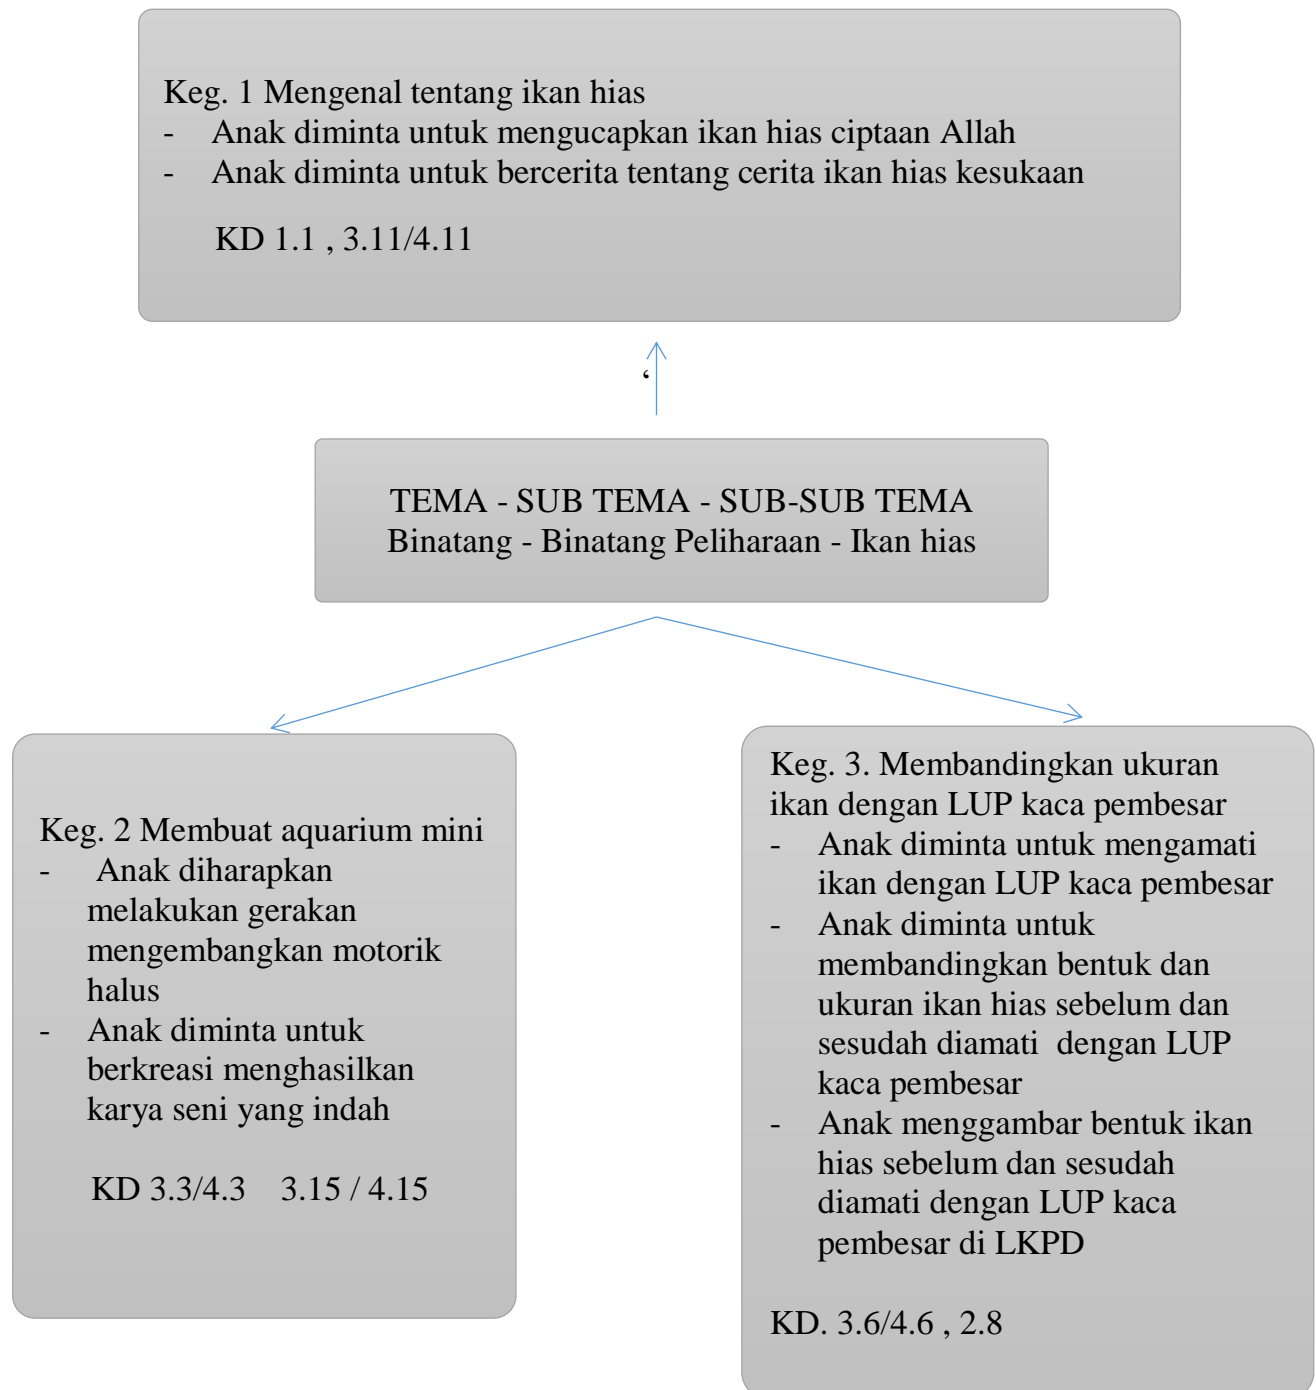 Keg. 1 Mengenal tentang ikan hias
- Anak diminta untuk mengucapkan ikan hias ciptaan Allah
- Anak diminta untuk bercerita tentang cerita ikan hias kesukaan
KD 1.1 , 3.11/4.11
‘
TEMA - SUB TEMA - SUB-SUB TEMA
Binatang - Binatang Peliharaan - Ikan hias
Keg. 2 Membuat aquarium mini
- Anak diharapkan
melakukan gerakan
mengembangkan motorik
halus
- Anak diminta untuk
berkreasi menghasilkan
karya seni yang indah
KD 3.3/4.3 3.15 / 4.15
Keg. 3. Membandingkan ukuran
ikan dengan LUP kaca pembesar
- Anak diminta untuk mengamati
ikan dengan LUP kaca pembesar
- Anak diminta untuk
membandingkan bentuk dan
ukuran ikan hias sebelum dan
sesudah diamati dengan LUP
kaca pembesar
- Anak menggambar bentuk ikan
hias sebelum dan sesudah
diamati dengan LUP kaca
pembesar di LKPD
KD. 3.6/4.6 , 2.8